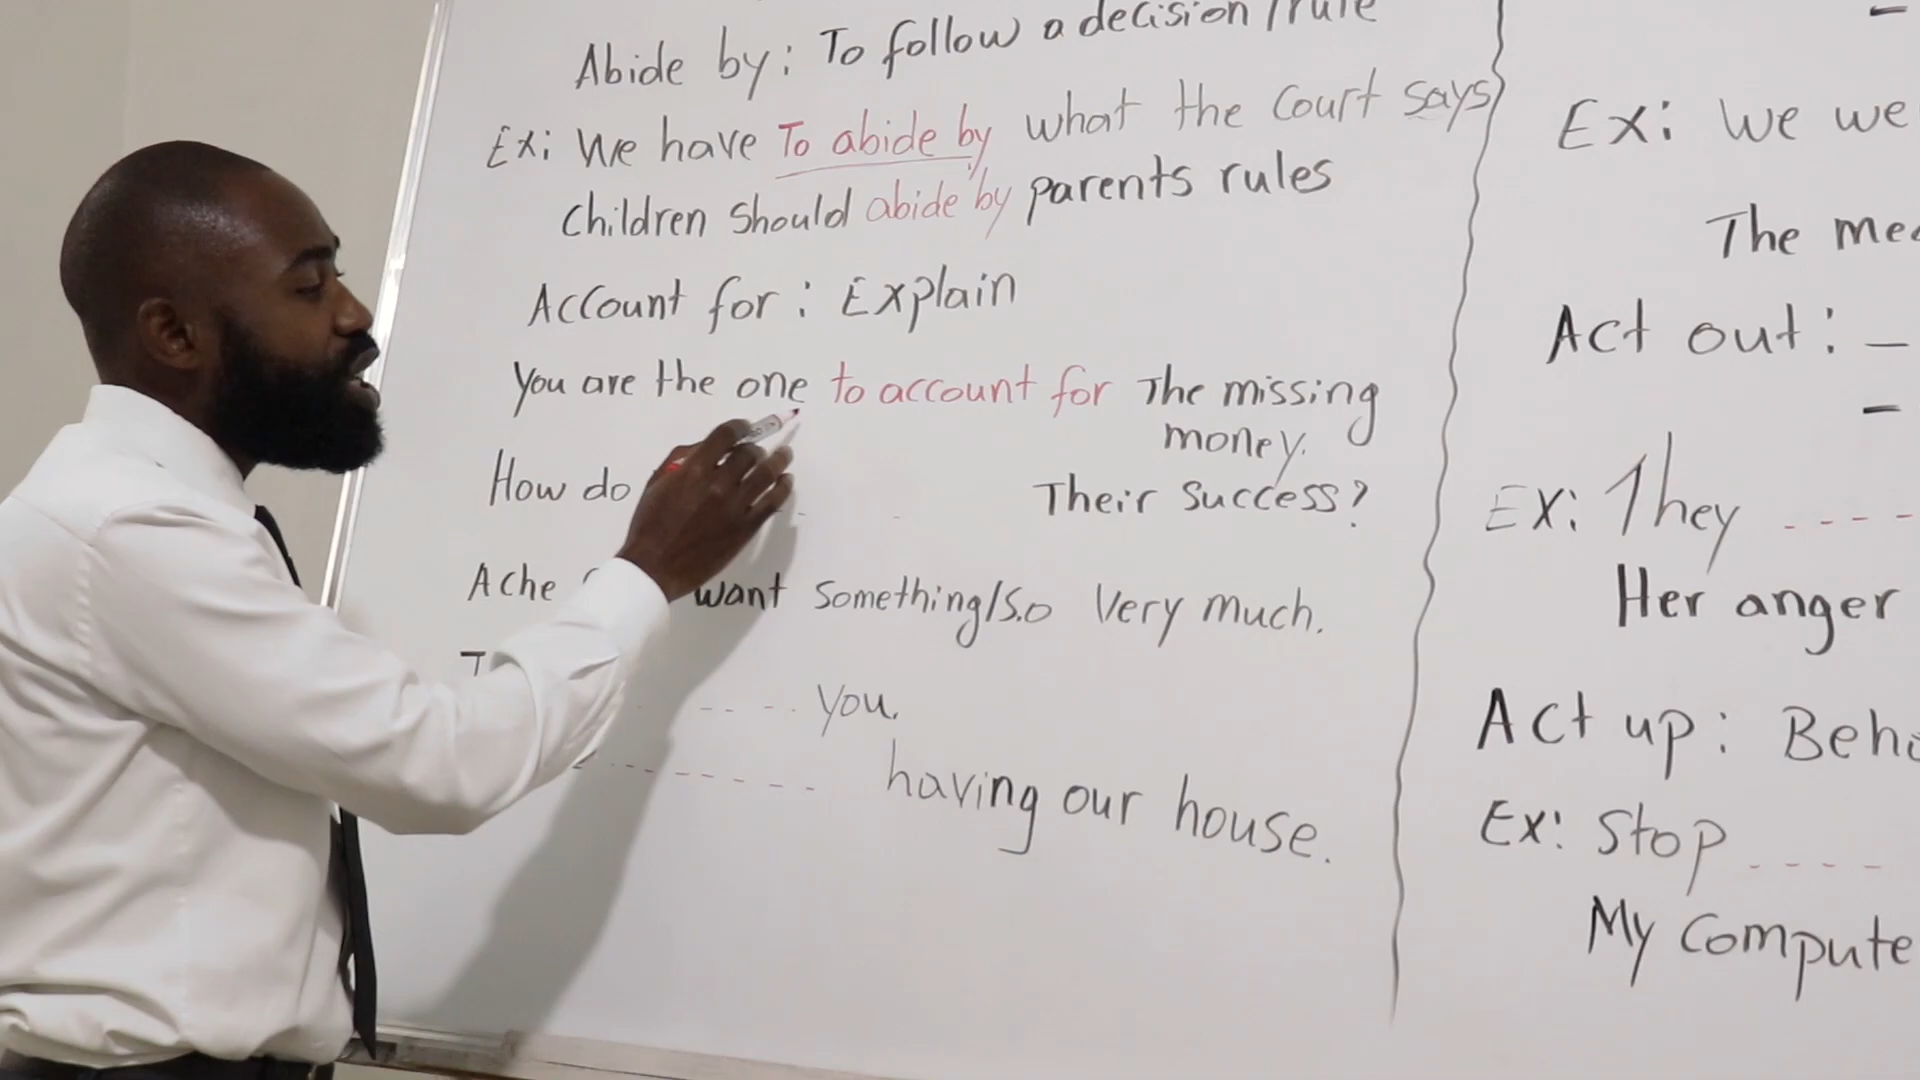 Abide by: To follow a decision/rule
Ex: We have To abide by what the Court says
Children should abide by parents rules
Account for: Explain
You are the one to account for The missing
money.
How do Their success?
Ache want something/s.o very much.
---- you.
-------- having our house.
Ex: We we
The
Act out: –
–
Ex: They ----
Her anger
Act up:
Ex: Stop ----
My